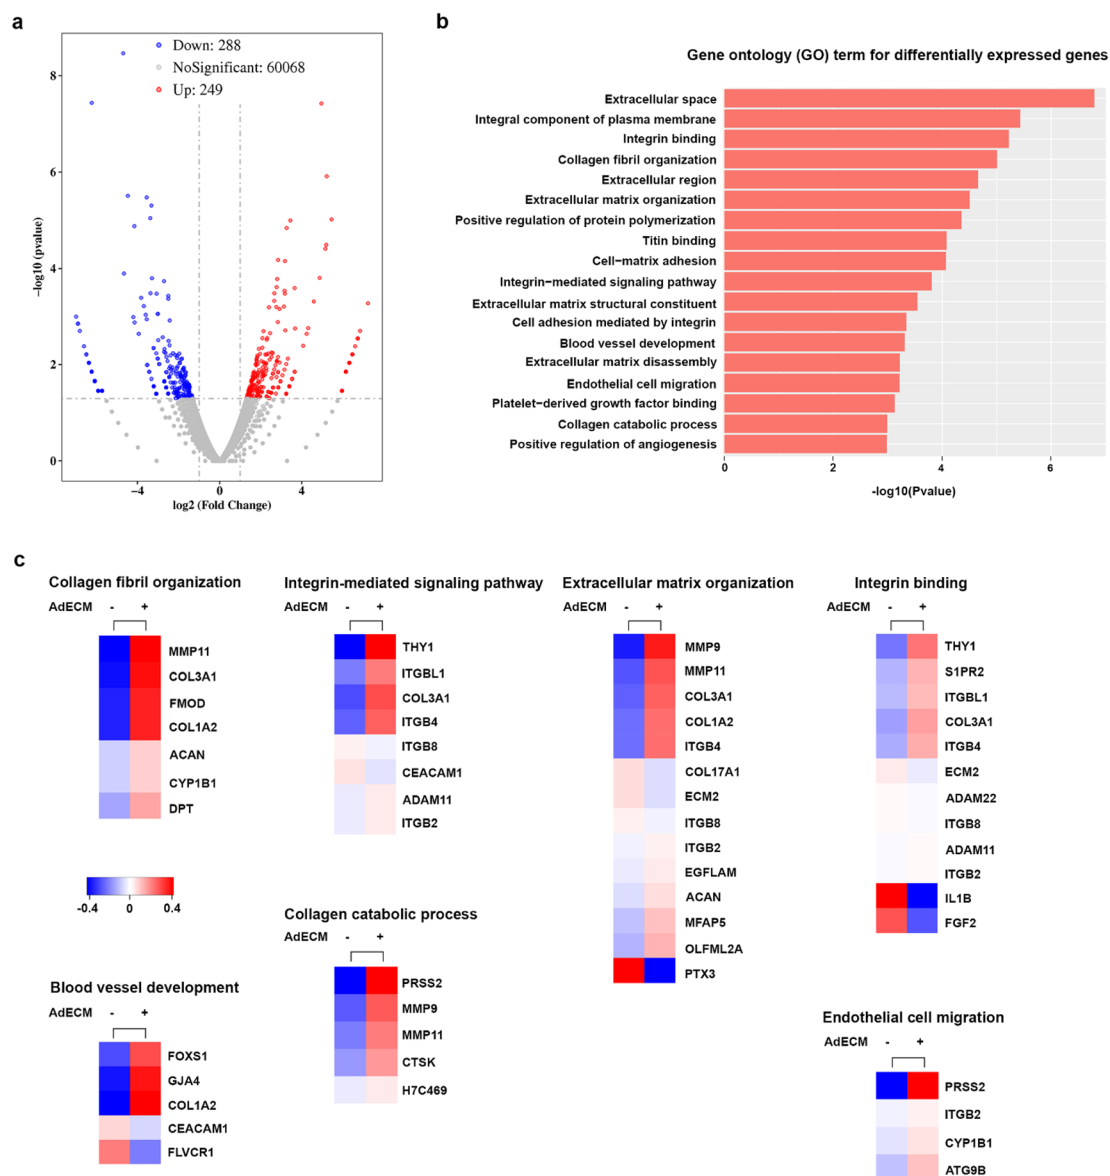 a
Down: 288
NoSignificant: 60068
Up: 249
8
6
4
2
0
−log10 (pvalue)
−4
0
4
log2 (Fold Change)
b
Gene ontology (GO) term for differentially expressed genes
Extracellular space
Integral component of plasma membrane
Integrin binding
Collagen fibril organization
Extracellular region
Extracellular matrix organization
Positive regulation of protein polymerization
Titin binding
Cell−matrix adhesion
Integrin−mediated signaling pathway
Extracellular matrix structural constituent
Cell adhesion mediated by integrin
Blood vessel development
Extracellular matrix disassembly
Endothelial cell migration
Platelet−derived growth factor binding
Collagen catabolic process
Positive regulation of angiogenesis
0
2
4
6
-log10(Pvalue)
c
Collagen fibril organization
AdECM - +
MMP11
COL3A1
FMOD
COL1A2
ACAN
CYP1B1
DPT
-0.4 0 0.4
Blood vessel development
AdECM - +
FOXS1
GJA4
COL1A2
CEACAM1
FLVCR1
Integrin-mediated signaling pathway
AdECM - +
THY1
ITGBL1
COL3A1
ITGB4
ITGB8
CEACAM1
ADAM11
ITGB2
Collagen catabolic process
AdECM - +
PRSS2
MMP9
MMP11
CTSK
H7C469
Extracellular matrix organization
AdECM - +
MMP9
MMP11
COL3A1
COL1A2
ITGB4
COL17A1
ECM2
ITGB8
ITGB2
EGFLAM
ACAN
MFAP5
OLFML2A
PTX3
Integrin binding
AdECM - +
THY1
S1PR2
ITGBL1
COL3A1
ITGB4
ECM2
ADAM22
ITGB8
ADAM11
ITGB2
IL1B
FGF2
Endothelial cell migration
AdECM - +
PRSS2
ITGB2
CYP1B1
ATG9B